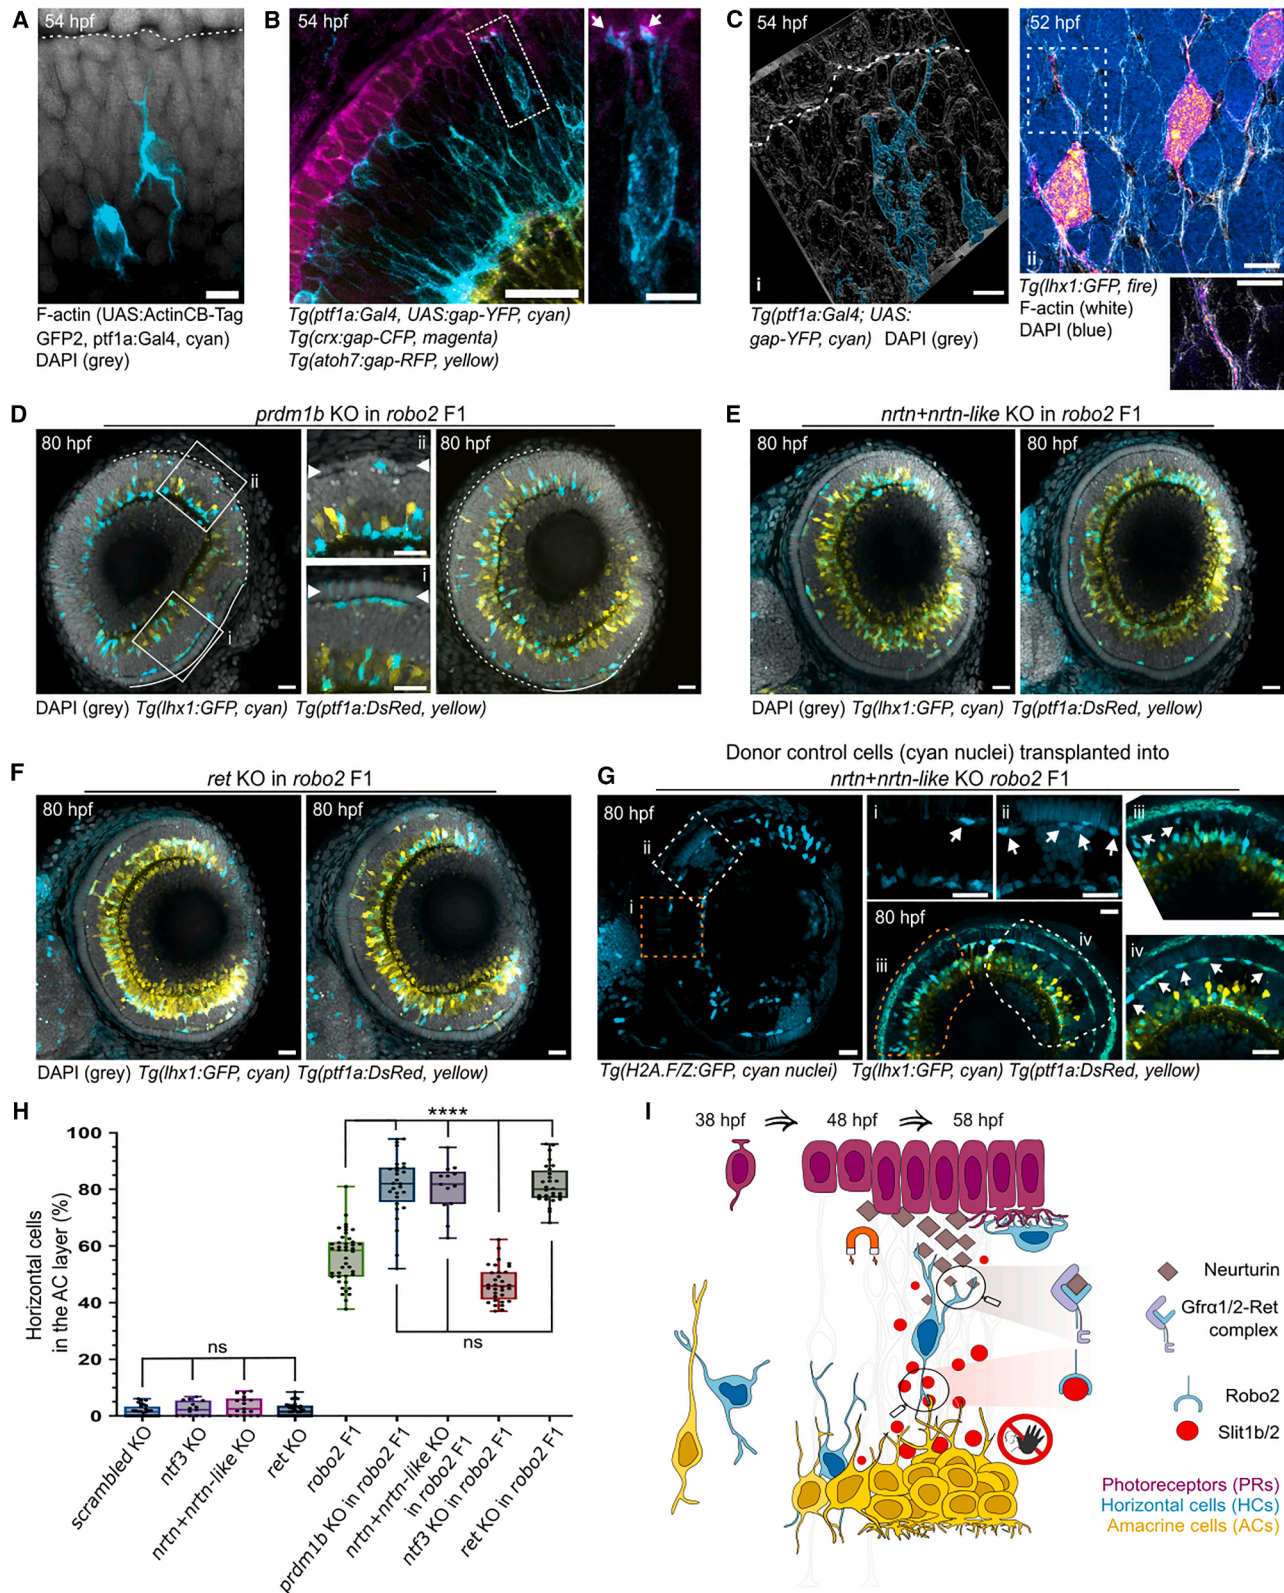 A
54 hpf
F-actin (UAS:ActinCB-Tag
GFP2, ptf1a:Gal4, cyan)
DAPI (grey)
B
54 hpf
Tg(ptf1a:Gal4, UAS:gap-YFP, cyan)
Tg(crx:gap-CFP, magenta)
Tg(atoh7:gap-RFP, yellow)
C
54 hpf
i
Tg(ptf1a:Gal4; UAS:
gap-YFP, cyan) DAPI (grey)
52 hpf
ii
Tg(lhx1:GFP, fire)
F-actin (white)
DAPI (blue)
D
prdm1b KO in robo2 F1
80 hpf
ii
i
ii
i
80 hpf
DAPI (grey) Tg(lhx1:GFP, cyan) Tg(ptf1a:DsRed, yellow)
E
nrtn+nrtn-like KO in robo2 F1
80 hpf
80 hpf
DAPI (grey) Tg(lhx1:GFP, cyan) Tg(ptf1a:DsRed, yellow)
F
ret KO in robo2 F1
80 hpf
80 hpf
DAPI (grey) Tg(lhx1:GFP, cyan) Tg(ptf1a:DsRed, yellow)
G
Donor control cells (cyan nuclei) transplanted into
nrtn+nrtn-like KO robo2 F1
80 hpf
ii
i
i
ii
iii
80 hpf
iii
iv
iv
Tg(H2A.F/Z:GFP, cyan nuclei) Tg(lhx1:GFP, cyan) Tg(ptf1a:DsRed, yellow)
H
Horizontal cells
in the AC layer (%)
100
80
60
40
20
0
ns
****
ns
scrambled KO
ntf3 KO
nrtn+nrtn-like KO
ret KO
robo2 F1
prdm1b KO in robo2 F1
nrtn+nrtn-like KO
in robo2 F1
ntf3 KO in robo2 F1
ret KO in robo2 F1
I
38 hpf
48 hpf
58 hpf
Neurturin
Gfrα1/2-Ret
complex
Robo2
Slit1b/2
Photoreceptors (PRs)
Horizontal cells (HCs)
Amacrine cells (ACs)